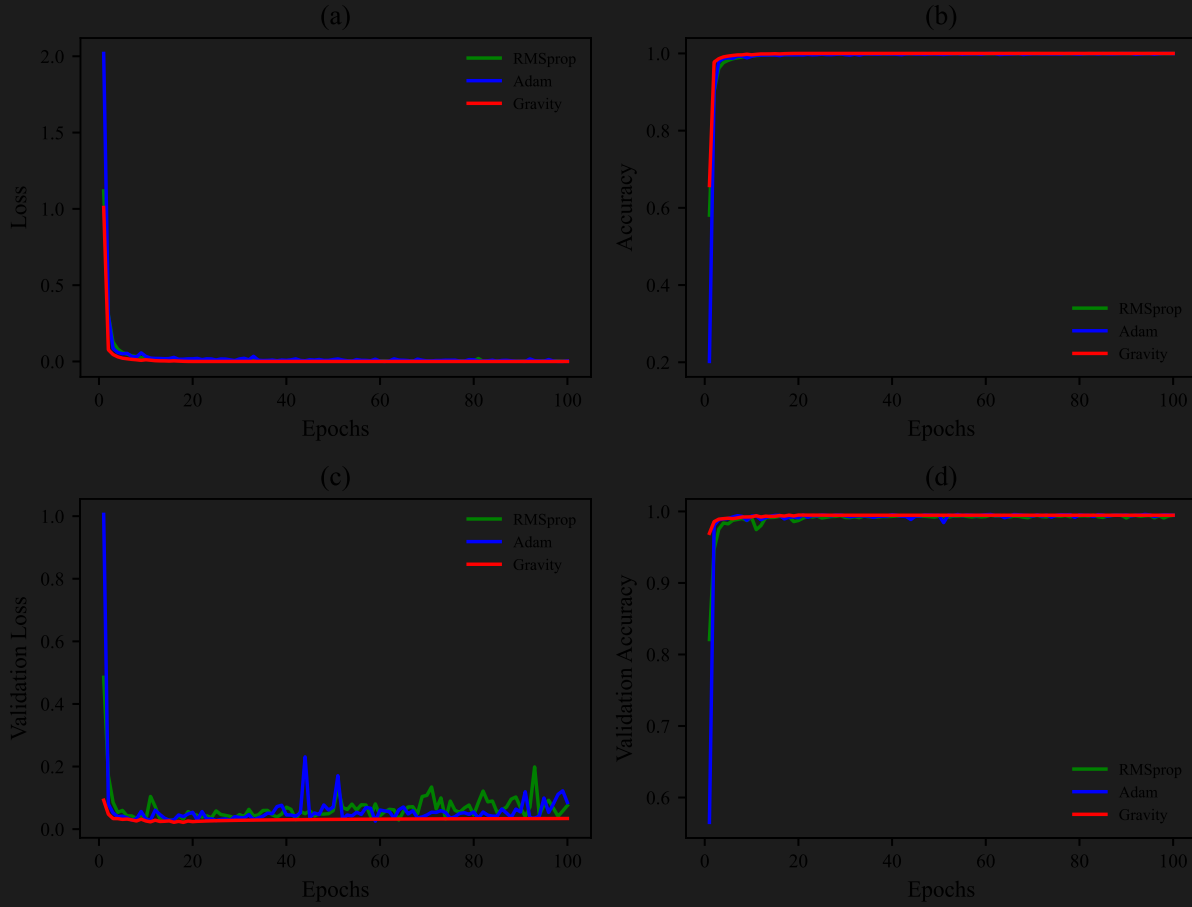 (a)
2.0
1.5
1.0
0.5
0.0
Loss
0 20 40 60 80 100
Epochs
RMSprop
Adam
Gravity
(b)
1.0
0.8
0.6
0.4
0.2
Accuracy
0 20 40 60 80 100
Epochs
RMSprop
Adam
Gravity
(c)
1.0
0.8
0.6
0.4
0.2
0.0
Validation Loss
0 20 40 60 80 100
Epochs
RMSprop
Adam
Gravity
(d)
1.0
0.9
0.8
0.7
0.6
Validation Accuracy
0 20 40 60 80 100
Epochs
RMSprop
Adam
Gravity